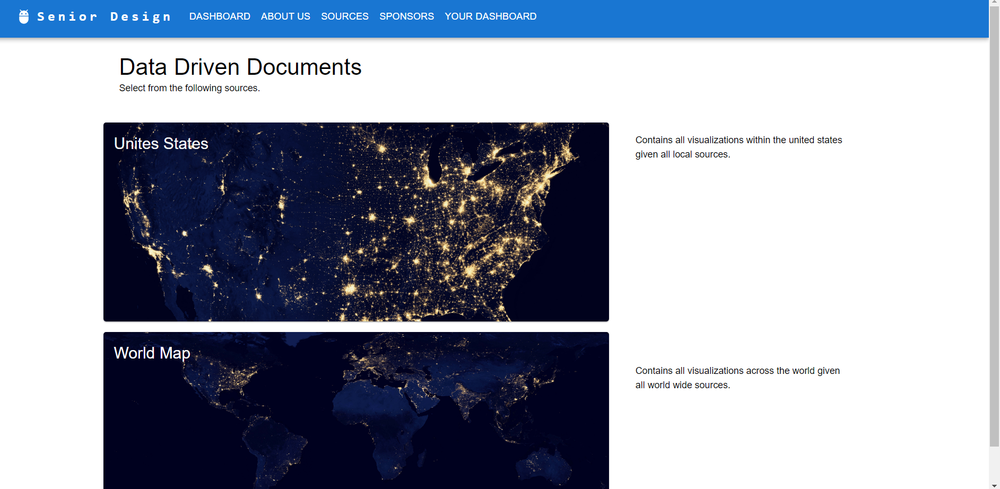 Senior Design
DASHBOARD ABOUT US SOURCES SPONSORS YOUR DASHBOARD
Data Driven Documents
Select from the following sources.
Unites States
Contains all visualizations within the united states
given all local sources.
World Map
Contains all visualizations across the world given
all world wide sources.